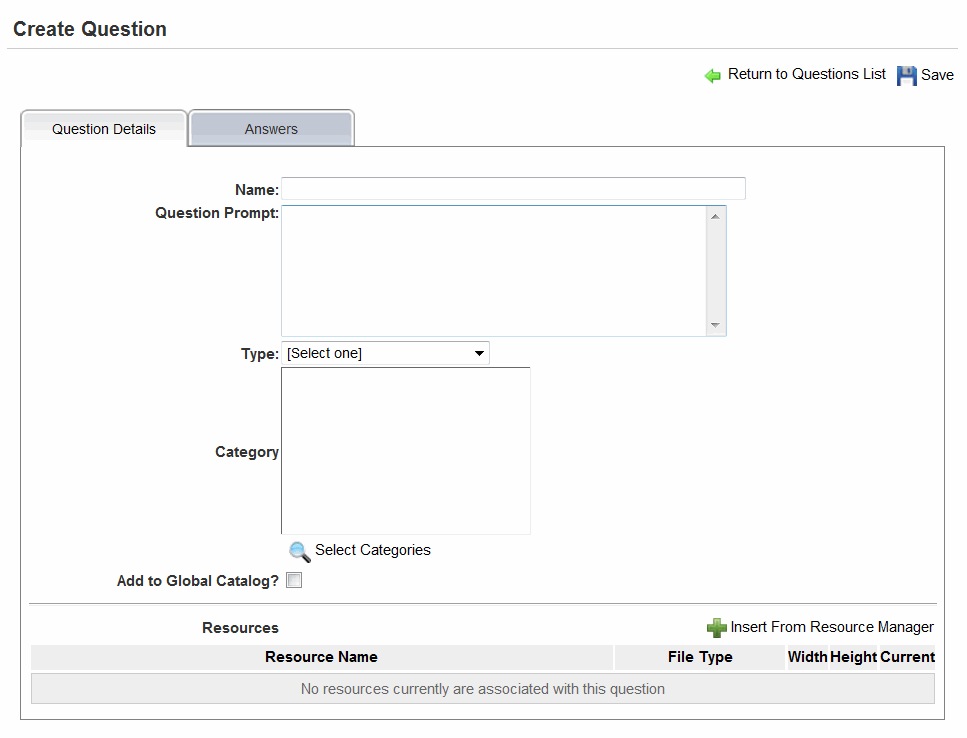 Create Question
Return to Questions List Save
Question Details Answers
Name:
Question Prompt:
Type: [Select one]
Category
Select Categories
Add to Global Catalog?
Resources Insert From Resource Manager
Resource Name File Type Width Height Current
No resources currently are associated with this question